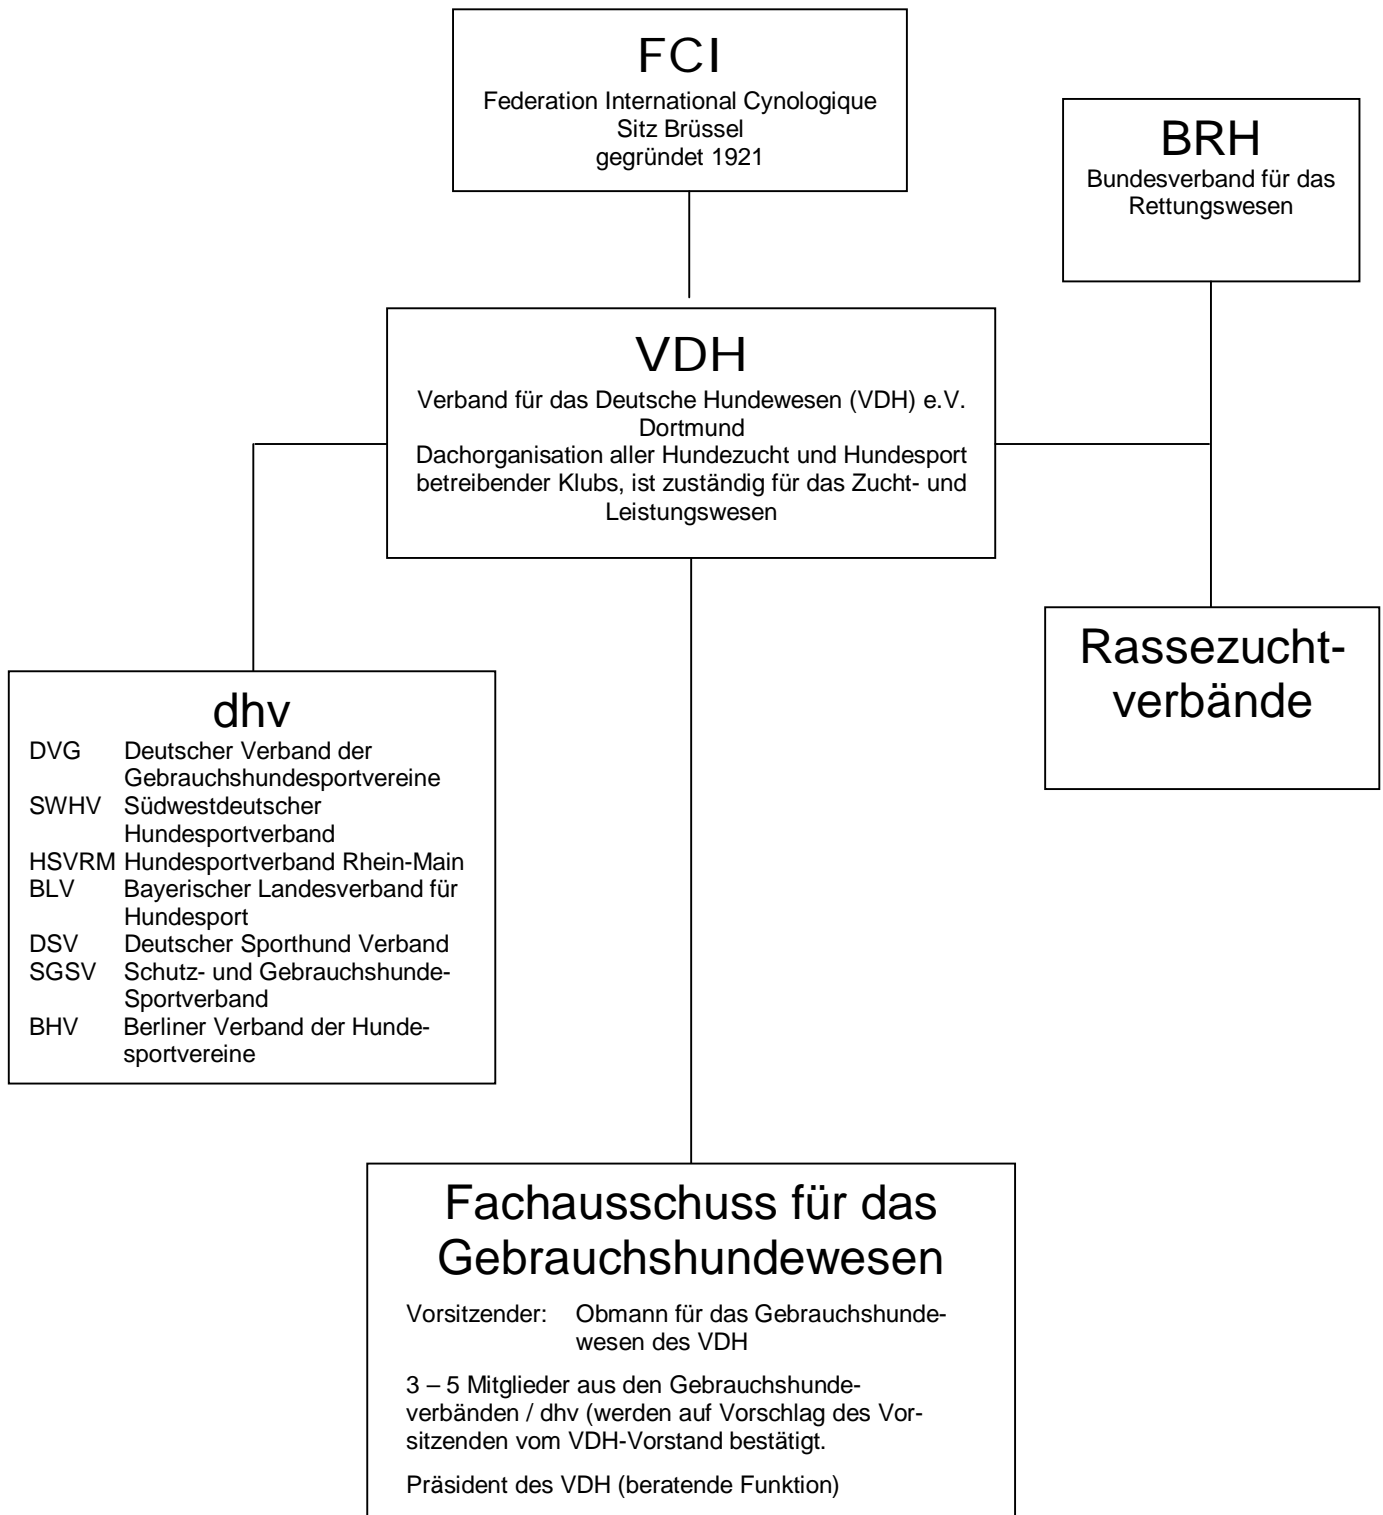 FCI
Federation International Cynologique
Sitz Brüssel
gegründet 1921
BRH
Bundesverband für das
Rettungswesen
VDH
Verband für das Deutsche Hundewesen (VDH) e.V.
Dortmund
Dachorganisation aller Hundezucht und Hundesport
betreibender Klubs, ist zuständig für das Zucht- und
Leistungswesen
Rassezucht-
verbände
dhv
DVG Deutscher Verband der
Gebrauchshundesportvereine
SWHV Südwestdeutscher
Hundesportverband
HSVRM Hundesportverband Rhein-Main
BLV Bayerischer Landesverband für
Hundesport
DSV Deutscher Sporthund Verband
SGSV Schutz- und Gebrauchshunde-
Sportverband
BHV Berliner Verband der Hunde-
sportvereine
Fachausschuss für das
Gebrauchshundewesen
Vorsitzender: Obmann für das Gebrauchshunde-
wesen des VDH
3 – 5 Mitglieder aus den Gebrauchshunde-
verbänden / dhv (werden auf Vorschlag des Vor-
sitzenden vom VDH-Vorstand bestätigt.
Präsident des VDH (beratende Funktion)